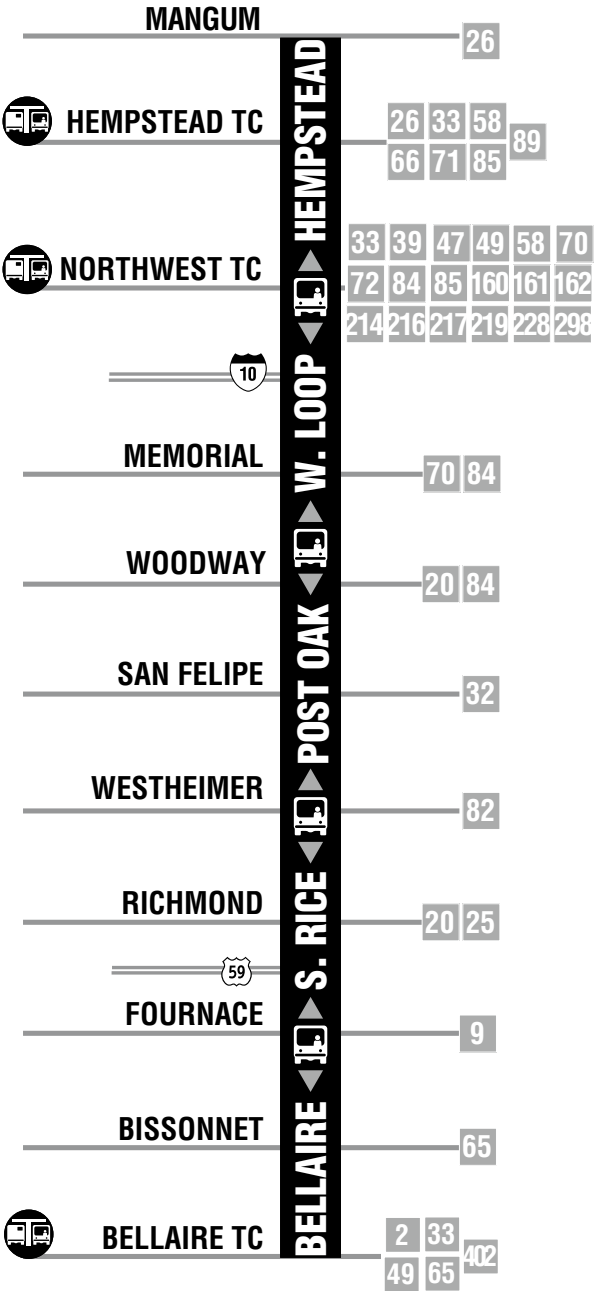 MANGUM
26
HEMPSTEAD
HEMPSTEAD TC
26 33 58
89
66 71 85
NORTHWEST TC
33 39 47 49 58 70
72 84 85 160 161 162
214 216 217 219 228 298
10
W. LOOP
MEMORIAL
70 84
WOODWAY
20 84
POST OAK
SAN FELIPE
32
WESTHEIMER
82
S. RICE
RICHMOND
20 25
59
FOURNACE
9
BELLAIRE
BISSONNET
65
BELLAIRE TC
2 33
402
49 65